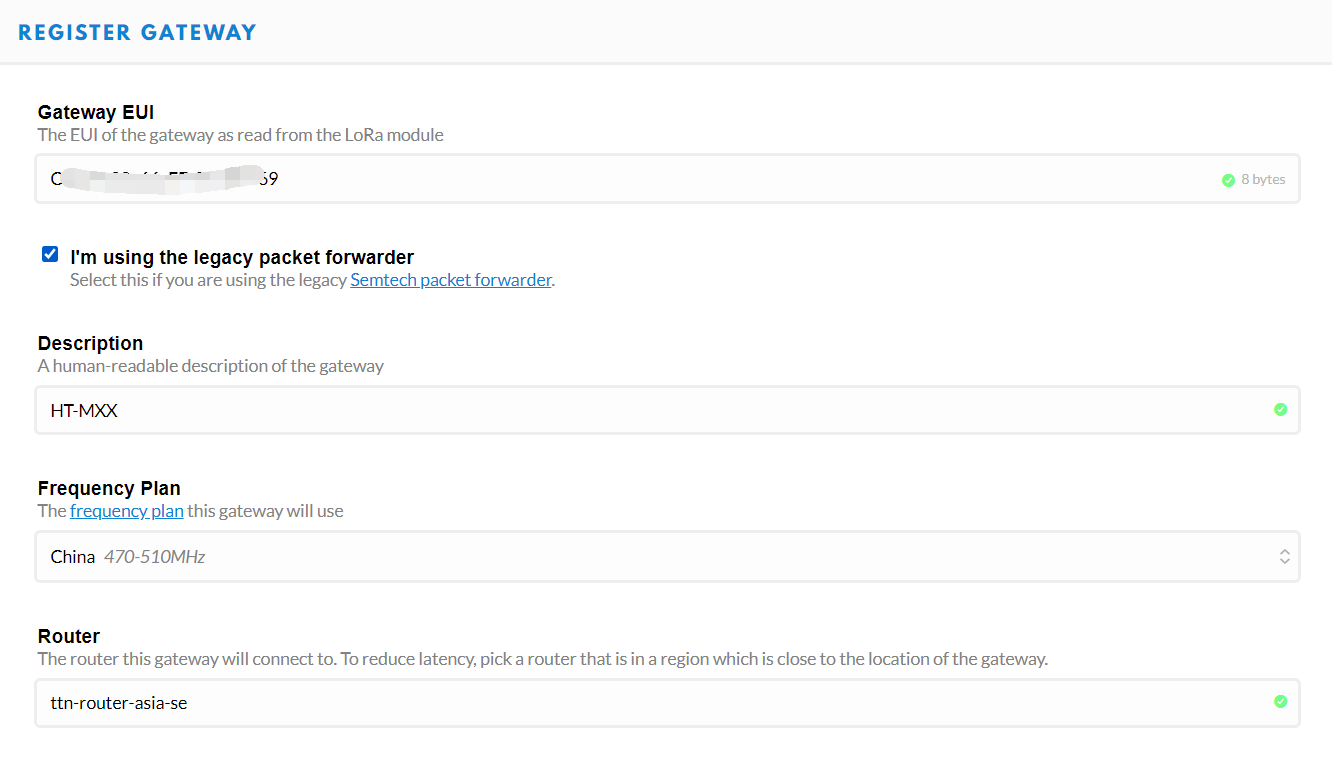 REGISTER GATEWAY
Gateway EUI
The EUI of the gateway as read from the LoRa module
8 bytes
I'm using the legacy packet forwarder
Select this if you are using the legacy Semtech packet forwarder.
Description
A human-readable description of the gateway
HT-MXX
Frequency Plan
The frequency plan this gateway will use
China 470-510MHz
Router
The router this gateway will connect to. To reduce latency, pick a router that is in a region which is close to the location of the gateway.
ttn-router-asia-se